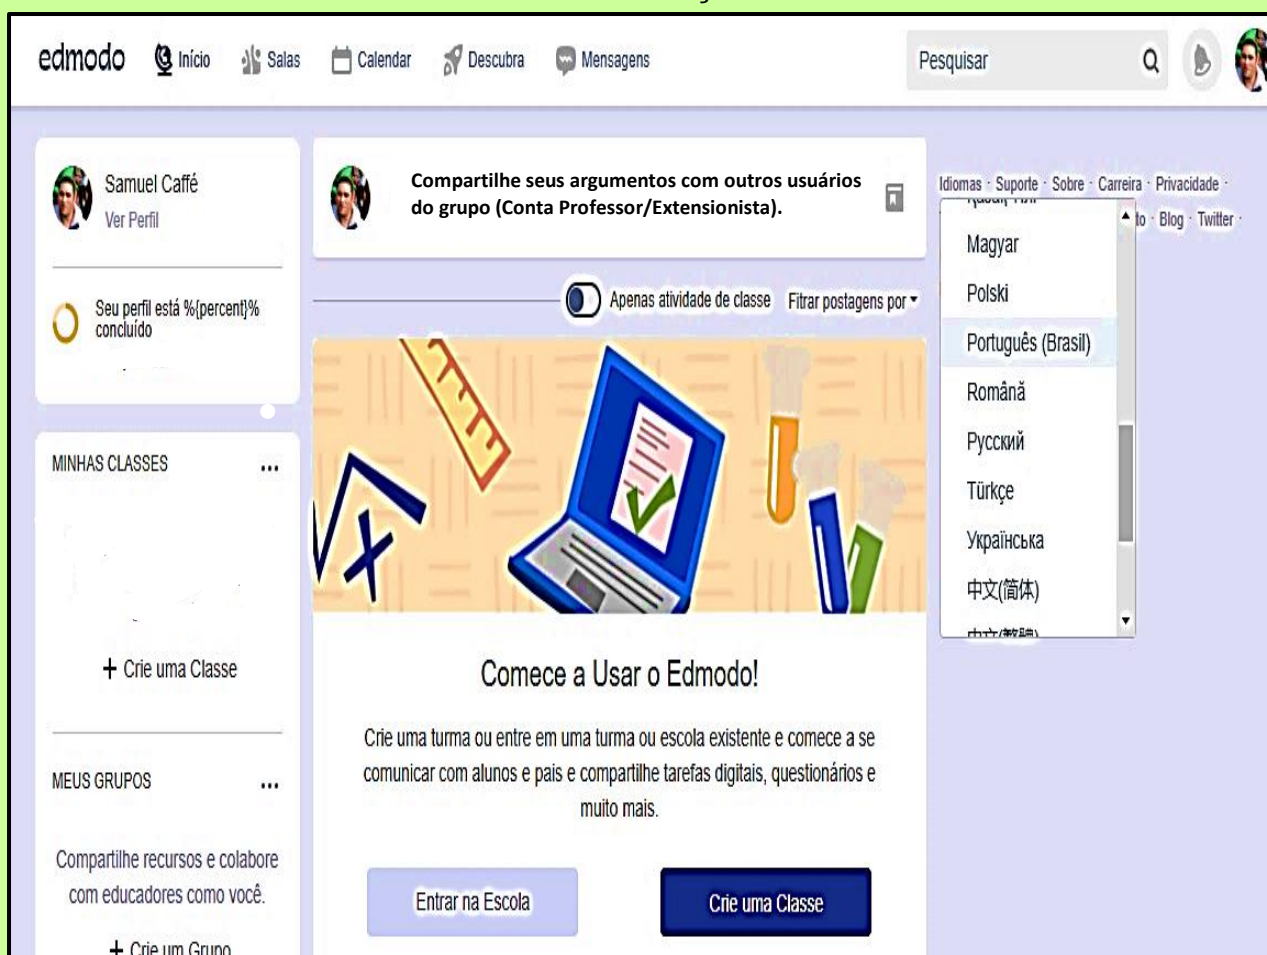 edmodo Início Salas Calendar Descubra Mensagens Pesquisar
Samuel Caffé
Ver Perfil
Seu perfil está %{percent}%
concluído
MINHAS CLASSES ...
+ Crie uma Classe
MEUS GRUPOS ...
Compartilhe recursos e colabore
com educadores como você.
+ Crie um Grupo
Compartilhe seus argumentos com outros usuários
do grupo (Conta Professor/Extensionista).
Apenas atividade de classe Fitrar postagens por
Comece a Usar o Edmodo!
Crie uma turma ou entre em uma turma ou escola existente e comece a se
comunicar com alunos e pais e compartilhe tarefas digitais, questionários e
muito mais.
Entrar na Escola Crie uma Classe
Idiomas · Suporte · Sobre · Carreira · Privacidade ·
· Blog · Twitter ·
Magyar
Polski
Português (Brasil)
Română
Русский
Türkçe
Українська
中文(简体)
中文(繁體)